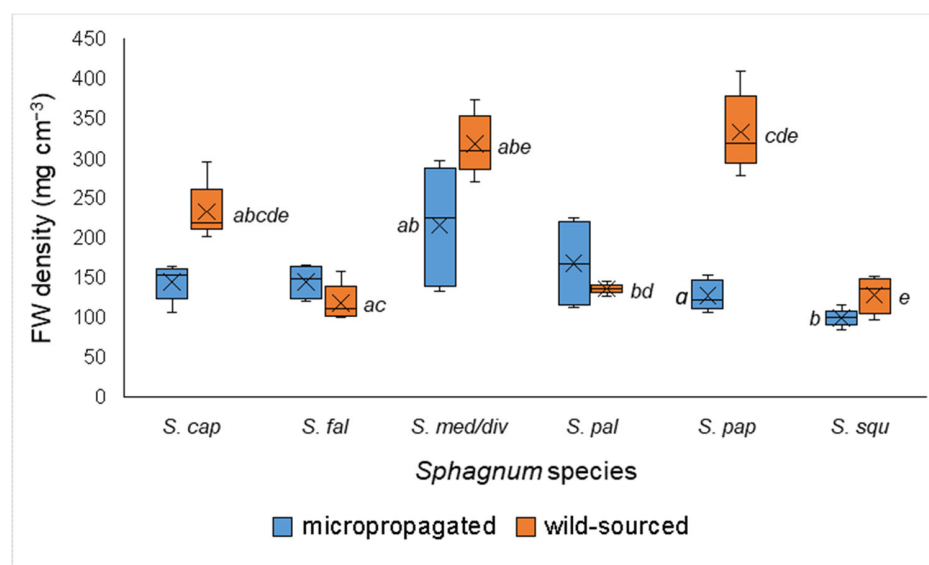 450
400
350
300
250
200
150
100
50
0
FW density (mg cm⁻³)
abcde
ac
ab
abe
bd
a
cde
b
e
S. cap S. fal S. med/div S. pal S. pap S. squ
Sphagnum species
micropropagated wild-sourced